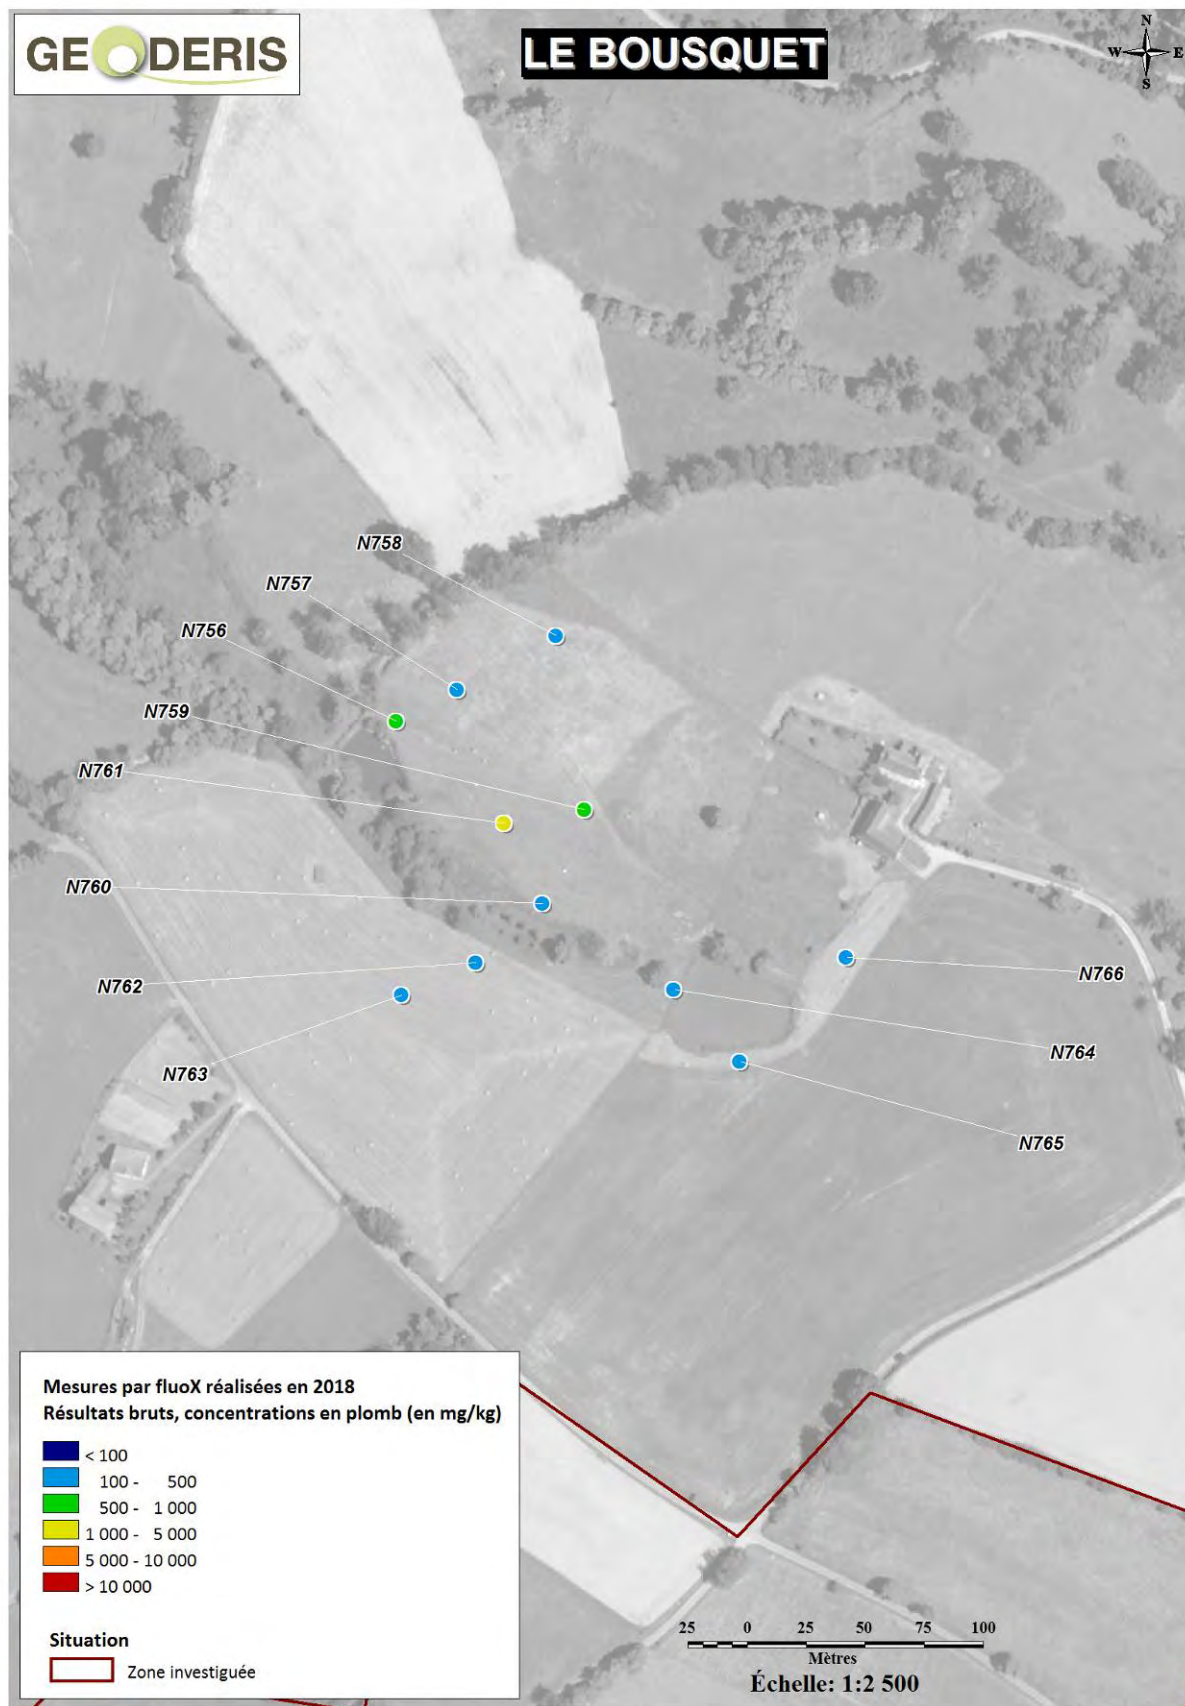 GEODERIS
LE BOUSQUET
N
W E
S
N758
N757
N756
N759
N761
N760
N762
N763
N766
N764
N765
Mesures par fluoX réalisées en 2018
Résultats bruts, concentrations en plomb (en mg/kg)
< 100
100 - 500
500 - 1 000
1 000 - 5 000
5 000 - 10 000
> 10 000
Situation
Zone investiguée
25 0 25 50 75 100
Mètres
Échelle: 1:2 500